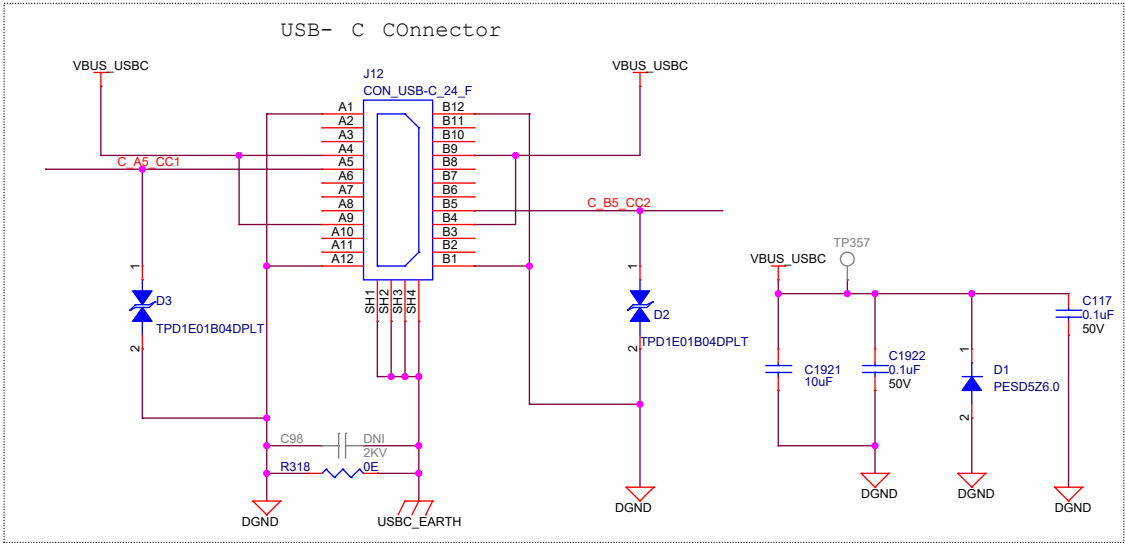 USB- C COnnector
VBUS_USBC
VBUS_USBC
J12
CON_USB-C_24_F
A1
B12
A2
B11
A3
B10
A4
B9
C_A5_CC1
A5
B8
A6
B7
A7
B6
A8
B5
C_B5_CC2
A9
B4
A10
B3
A11
B2
A12
B1
TP357
VBUS_USBC
1
D3
TPD1E01B04DPLT
2
SH1
SH2
SH3
SH4
1
D2
TPD1E01B04DPLT
2
C117
0.1uF
50V
C1921
10uF
C1922
0.1uF
50V
1
D1
PESD5Z6.0
2
C98
DNI
2KV
R318
0E
DGND
USBC_EARTH
DGND
DGND
DGND
DGND